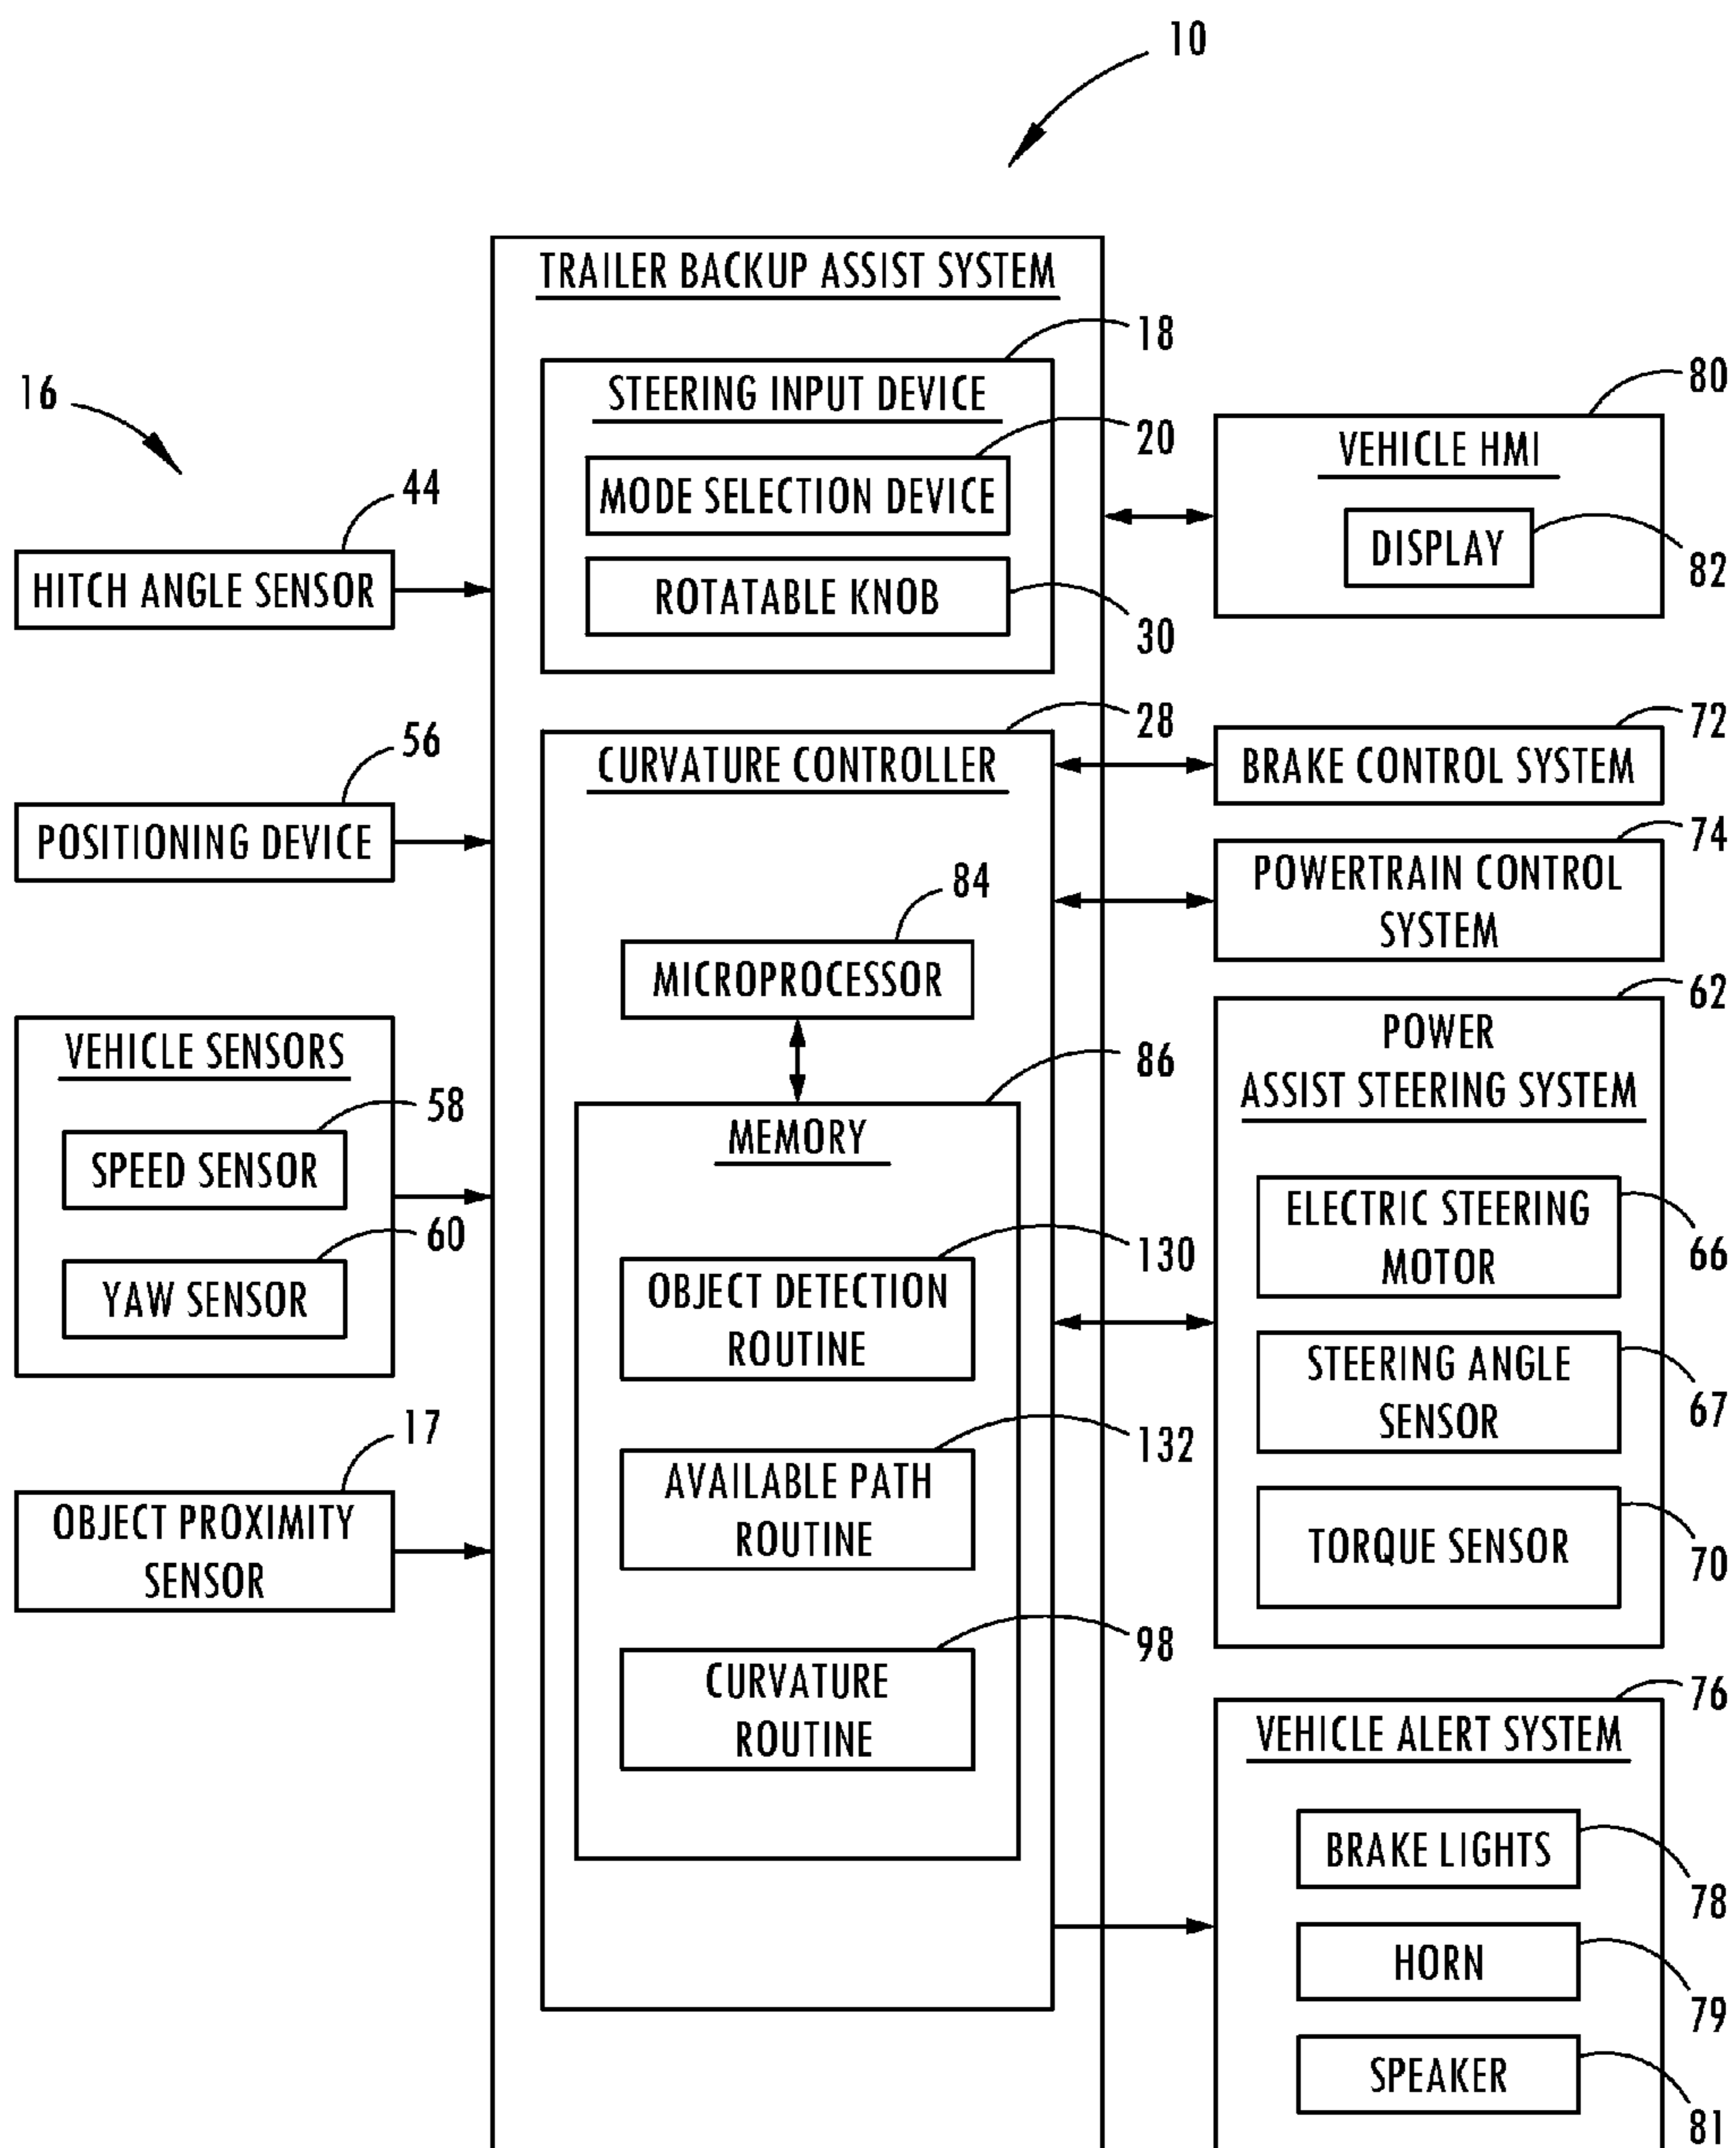 10
16
44
HITCH ANGLE SENSOR
56
POSITIONING DEVICE
VEHICLE SENSORS
58
SPEED SENSOR
60
YAW SENSOR
17
OBJECT PROXIMITY
SENSOR
TRAILER BACKUP ASSIST SYSTEM
18
STEERING INPUT DEVICE
20
MODE SELECTION DEVICE
ROTATABLE KNOB
30
28
CURVATURE CONTROLLER
84
MICROPROCESSOR
86
MEMORY
130
OBJECT DETECTION
ROUTINE
132
AVAILABLE PATH
ROUTINE
98
CURVATURE
ROUTINE
80
VEHICLE HMI
DISPLAY
82
72
BRAKE CONTROL SYSTEM
74
POWERTRAIN CONTROL
SYSTEM
62
POWER
ASSIST STEERING SYSTEM
ELECTRIC STEERING
MOTOR
66
STEERING ANGLE
SENSOR
67
TORQUE SENSOR
70
76
VEHICLE ALERT SYSTEM
BRAKE LIGHTS
78
HORN
79
SPEAKER
81